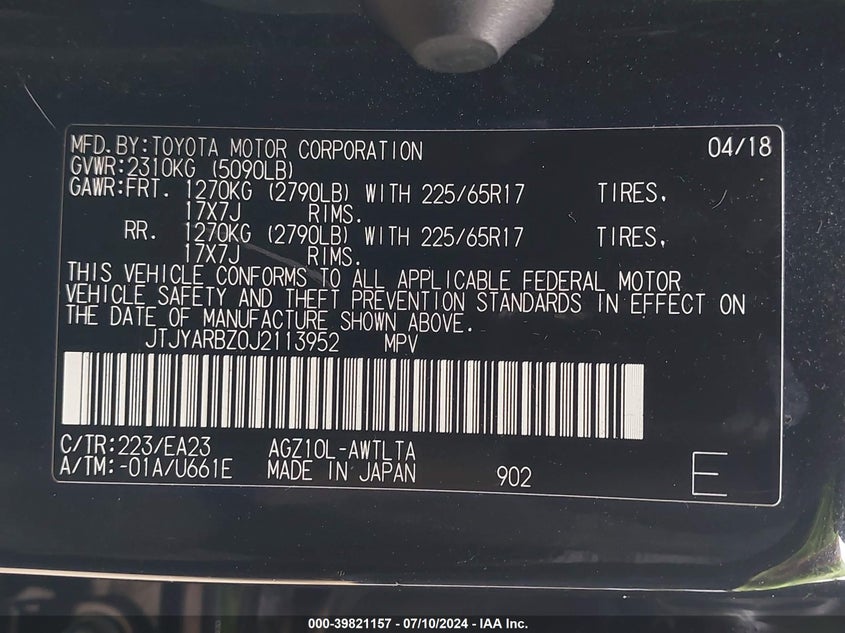 MFD.BY:TOYOTA MOTOR CORPORATION 04/18
GVWR:2310KG (5090LB)
GAWR:FRT. 1270KG (2790LB) WITH 225/65R17 TIRES,
17X7J RIMS.
RR. 1270KG (2790LB) WITH 225/65R17 TIRES,
17X7J RIMS.
THIS VEHICLE CONFORMS TO ALL APPLICABLE FEDERAL MOTOR
VEHICLE SAFETY AND THEFT PREVENTION STANDARDS IN EFFECT ON
THE DATE OF MANUFACTURE SHOWN ABOVE.
JTJYARBZ0J2113952 MPV
C/TR:223/EA23 AGZ10L-AWTLTA
A/TM:-01A/U661E MADE IN JAPAN 902 E
000-39821157 - 07/10/2024 - IAA Inc.